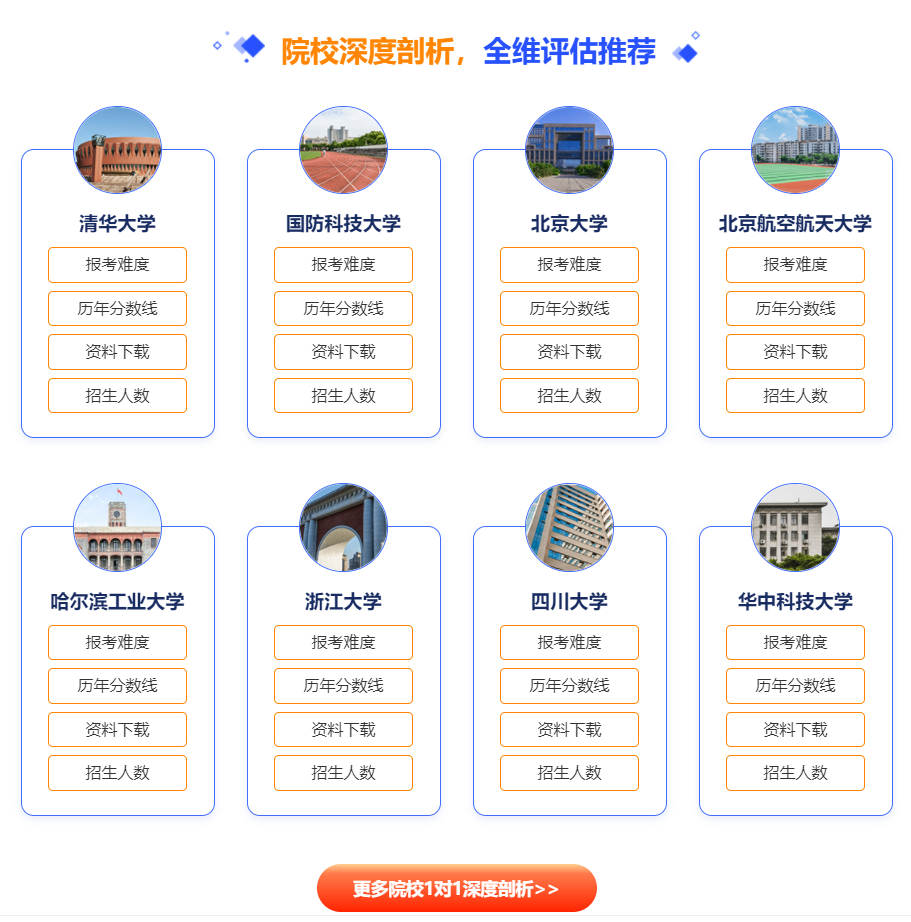 院校深度剖析，全维评估推荐
清华大学
报考难度
历年分数线
资料下载
招生人数
国防科技大学
报考难度
历年分数线
资料下载
招生人数
北京大学
报考难度
历年分数线
资料下载
招生人数
北京航空航天大学
报考难度
历年分数线
资料下载
招生人数
哈尔滨工业大学
报考难度
历年分数线
资料下载
招生人数
浙江大学
报考难度
历年分数线
资料下载
招生人数
四川大学
报考难度
历年分数线
资料下载
招生人数
华中科技大学
报考难度
历年分数线
资料下载
招生人数
更多院校1对1深度剖析>>